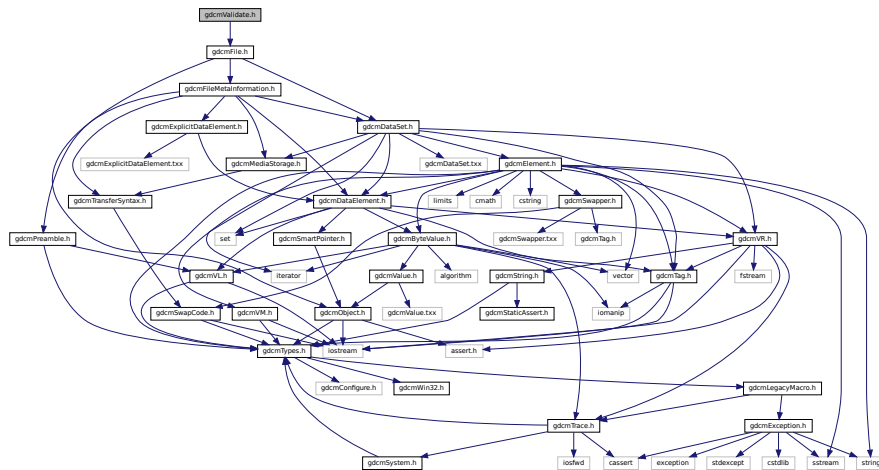 gdcmValidate.h
gdcmFile.h
gdcmFileMetaInformation.h
gdcmExplicitDataElement.h
gdcmDataSet.h
gdcmExplicitDataElement.txx
gdcmMediaStorage.h
gdcmDataSet.txx
gdcmElement.h
gdcmTransferSyntax.h
gdcmDataElement.h
limits
cmath
cstring
gdcmSwapper.h
gdcmPreamble.h
set
gdcmSmartPointer.h
gdcmByteValue.h
gdcmSwapper.txx
gdcmTag.h
gdcmVR.h
gdcmVL.h
iterator
gdcmValue.h
algorithm
gdcmString.h
vector
gdcmTag.h
fstream
gdcmSwapCode.h
gdcmVM.h
gdcmObject.h
gdcmValue.txx
gdcmStaticAssert.h
iomanip
gdcmTypes.h
iostream
assert.h
gdcmConfigure.h
gdcmWin32.h
gdcmLegacyMacro.h
gdcmTrace.h
gdcmException.h
gdcmSystem.h
iosfwd
cassert
exception
stdexcept
cstdlib
sstream
string